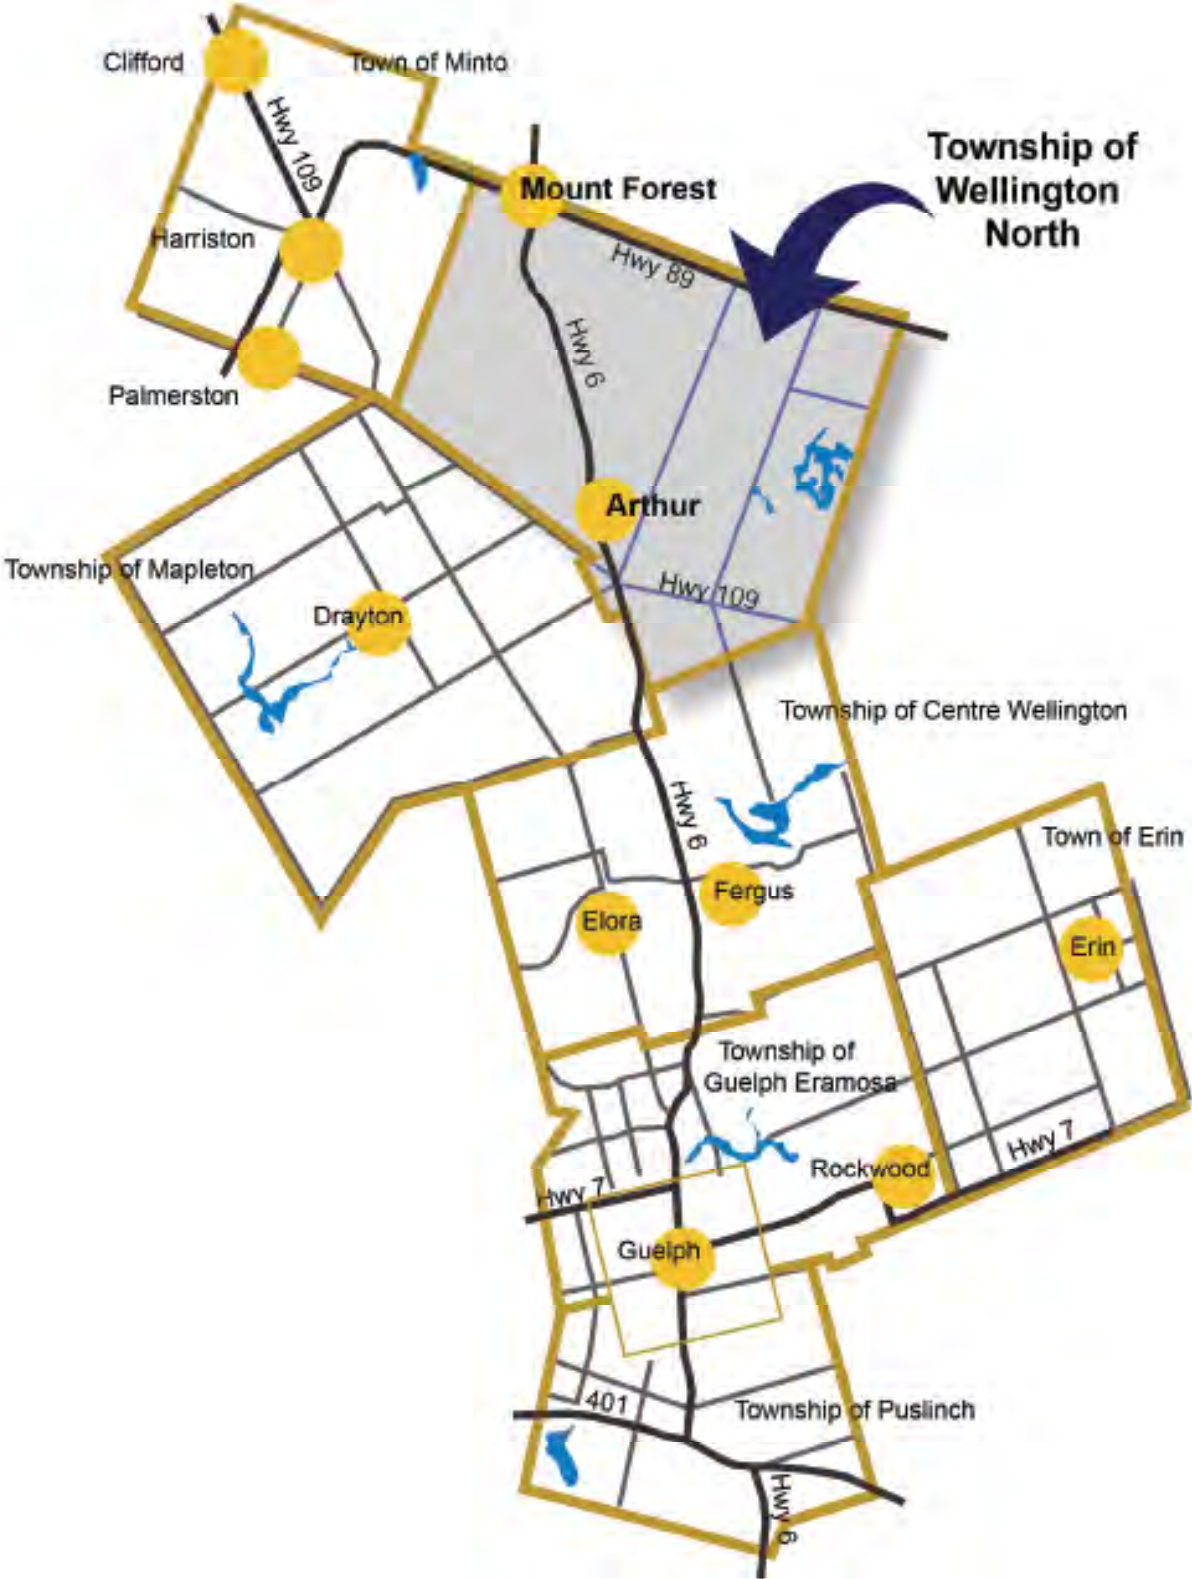 Clifford
Town of Minto
Hwy 109
Township of
Wellington
North
Mount Forest
Harriston
Hwy 89
Hwy 6
Palmerston
Arthur
Township of Mapleton
Hwy 109
Drayton
Township of Centre Wellington
Hwy 6
Town of Erin
Fergus
Elora
Erin
Township of
Guelph Eramosa
Hwy 7
Rockwood
Hwy 7
Guelph
401
Township of Puslinch
Hwy 6